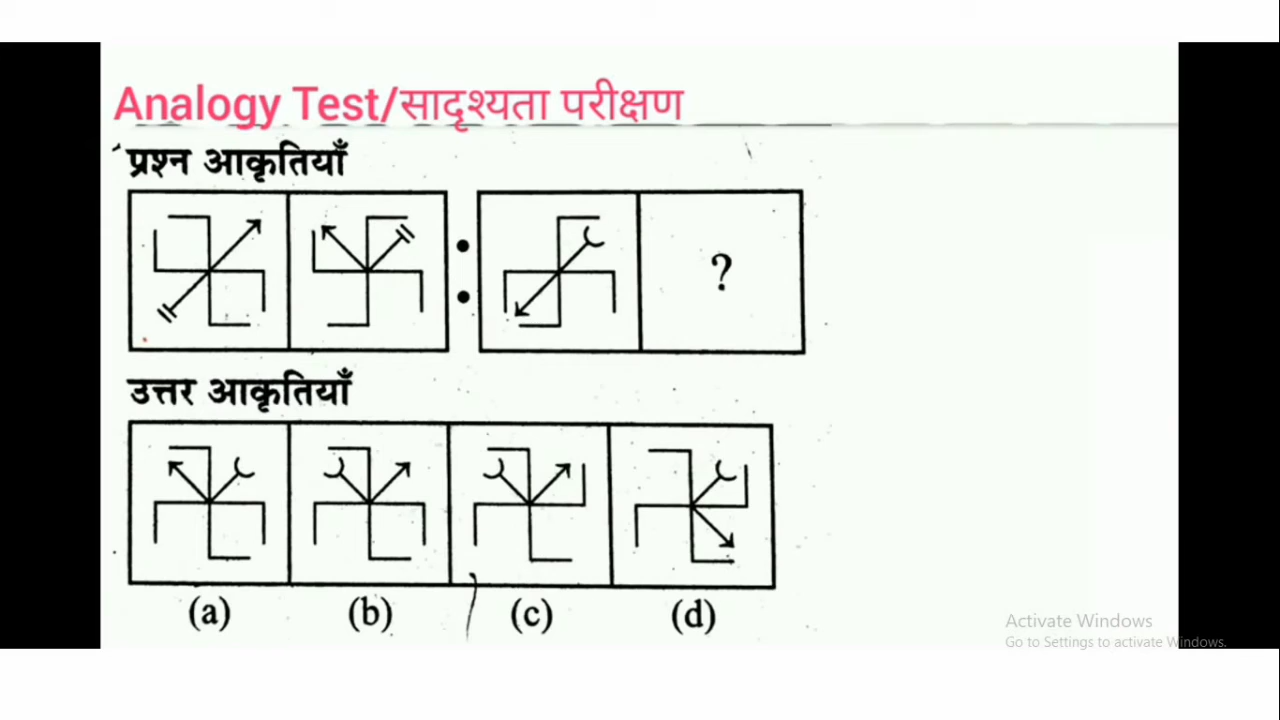 Analogy Test/सादृश्यता परीक्षण
प्रश्न आकृतियाँ
?
उत्तर आकृतियाँ
(a) (b) (c) (d)
Activate Windows
Go to Settings to activate Windows.